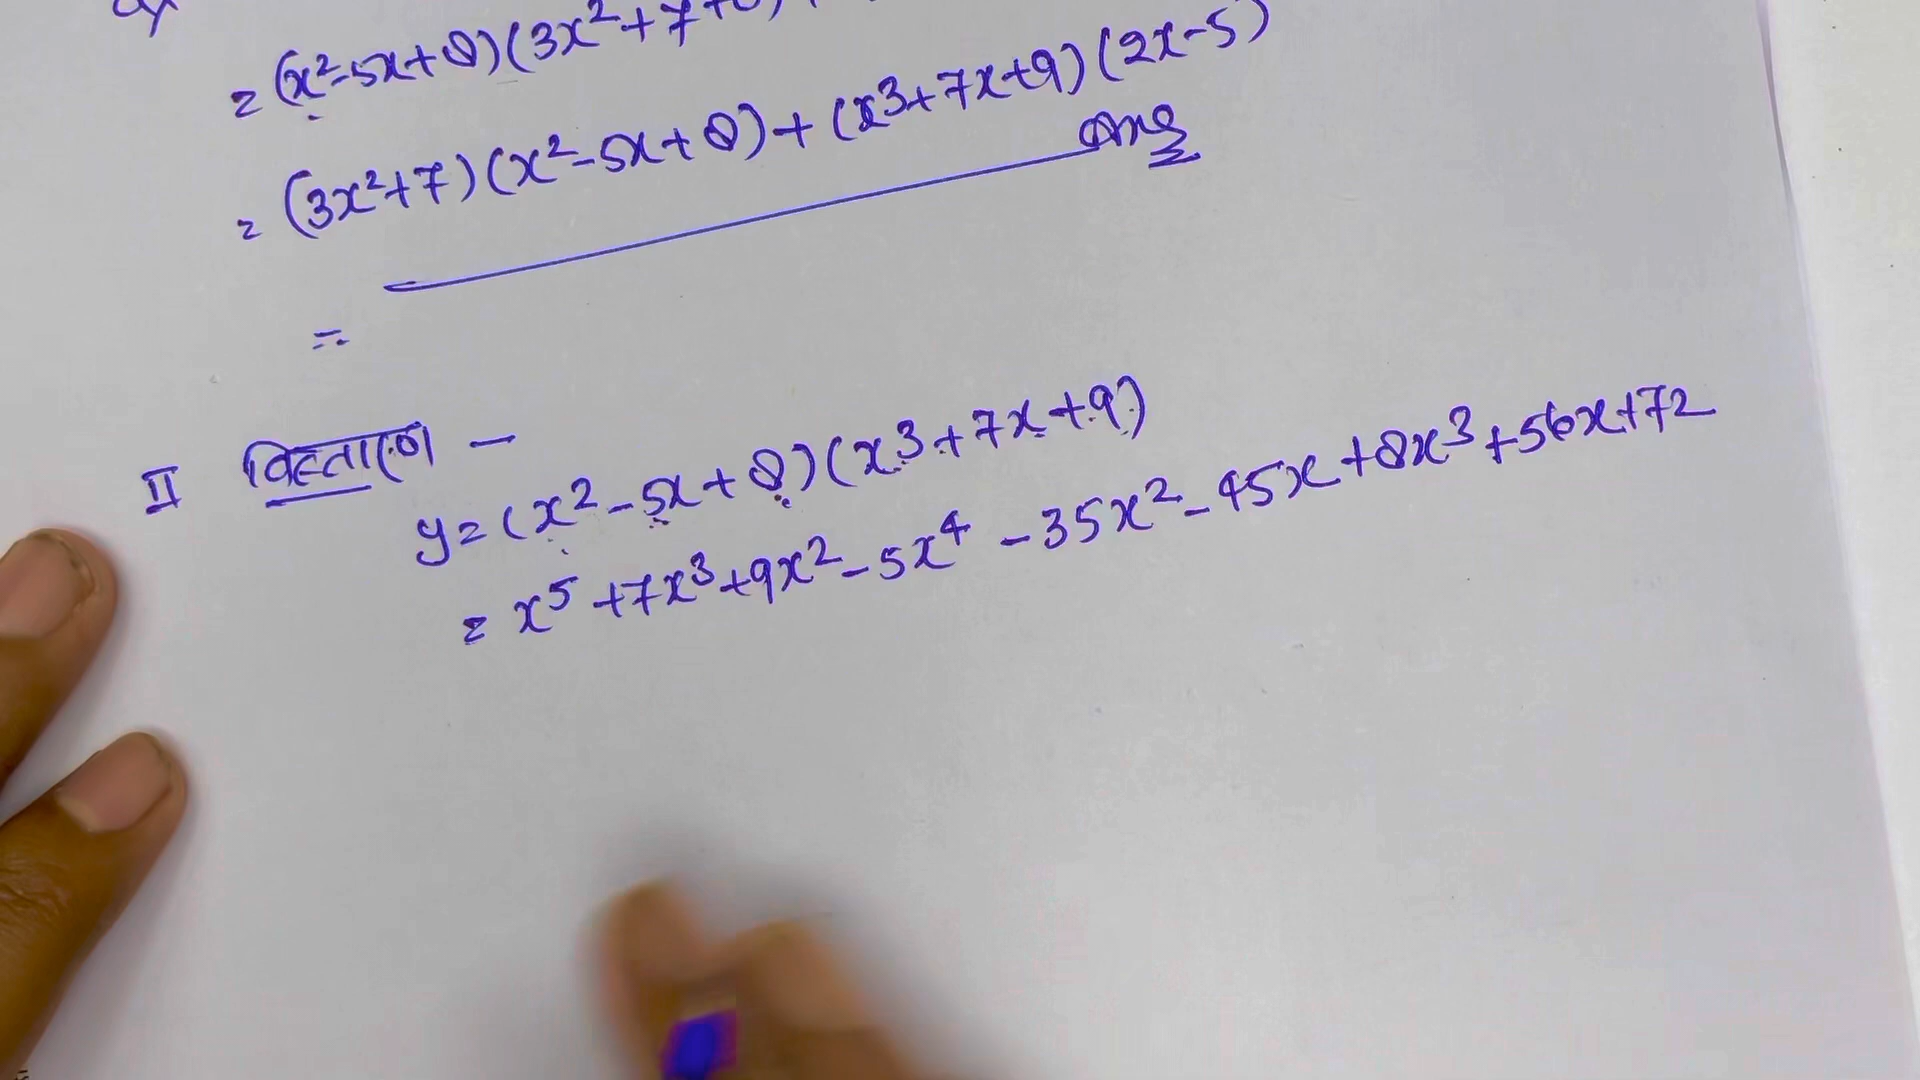 = (x²-5x+8)(3x²+7+0)
= (3x²+7)(x²-5x+8)+(x³+7x+9)(2x-5)
Ans
=
II विस्तारण -
y=(x²-5x+8)(x³+7x+9)
= x⁵+7x³+9x²-5x⁴-35x²-45x+8x³+56x+72